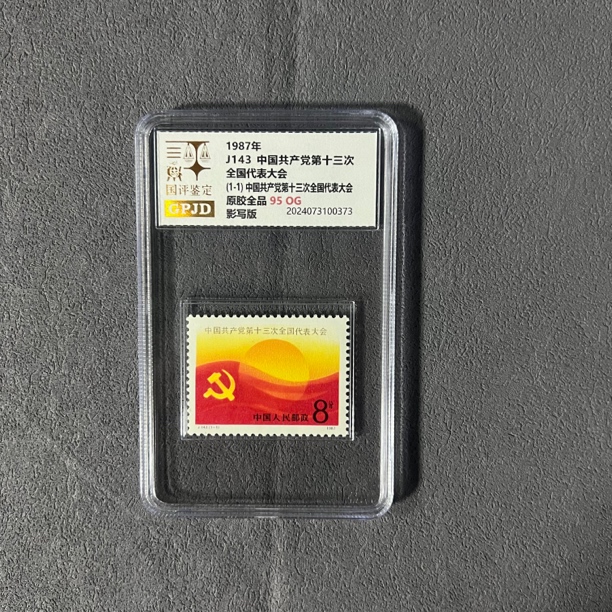 国评鉴定
GPJD
1987年
J143 中国共产党第十三次
全国代表大会
(1-1) 中国共产党第十三次全国代表大会
原胶全品 95 OG
影写版 2024073100373
中国共产党第十三次全国代表大会
中国人民邮政 8分
J·143.(1-1) 1987